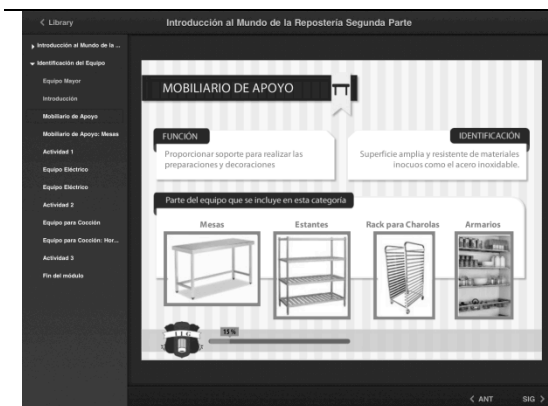 < Library
Introducción al Mundo de la Repostería Segunda Parte
Introducción al Mundo de la ...
Identificación del Equipo
Equipo Mayor
Introducción
Mobiliario de Apoyo
Mobiliario de Apoyo: Mesas
Actividad 1
Equipo Eléctrico
Equipo Eléctrico
Actividad 2
Equipo para Cocción
Equipo para Cocción: Hor...
Actividad 3
Fin del módulo
MOBILIARIO DE APOYO
FUNCIÓN
Proporcionar soporte para realizar las
preparaciones y decoraciones
IDENTIFICACIÓN
Superficie amplia y resistente de materiales
inocuos como el acero inoxidable.
Parte del equipo que se incluye en esta categoría
Mesas
Estantes
Rack para Charolas
Armarios
13%
< ANT
SIG >